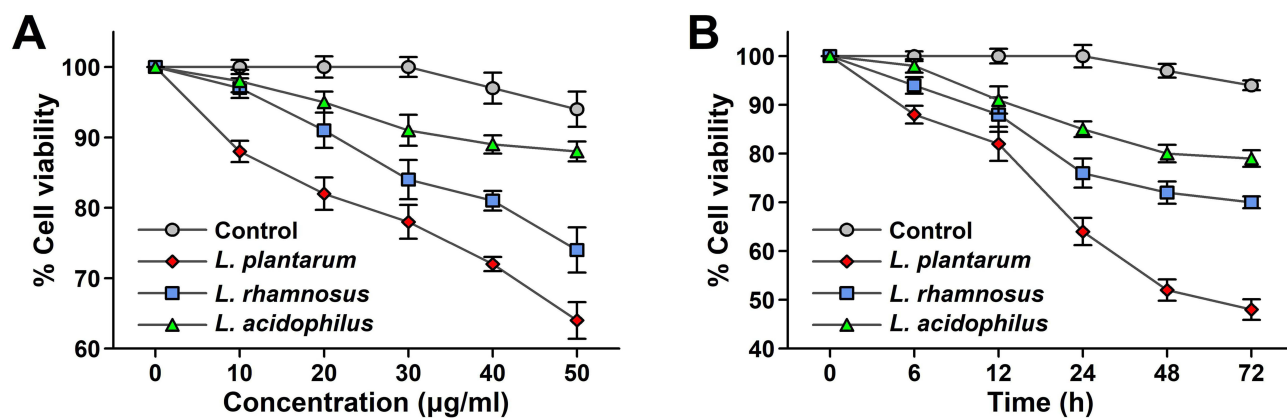 A
% Cell viability
100
90
80
70
60
Control
L. plantarum
L. rhamnosus
L. acidophilus
0 10 20 30 40 50
Concentration (µg/ml)
B
% Cell viability
100
90
80
70
60
50
40
Control
L. plantarum
L. rhamnosus
L. acidophilus
0 6 12 24 48 72
Time (h)